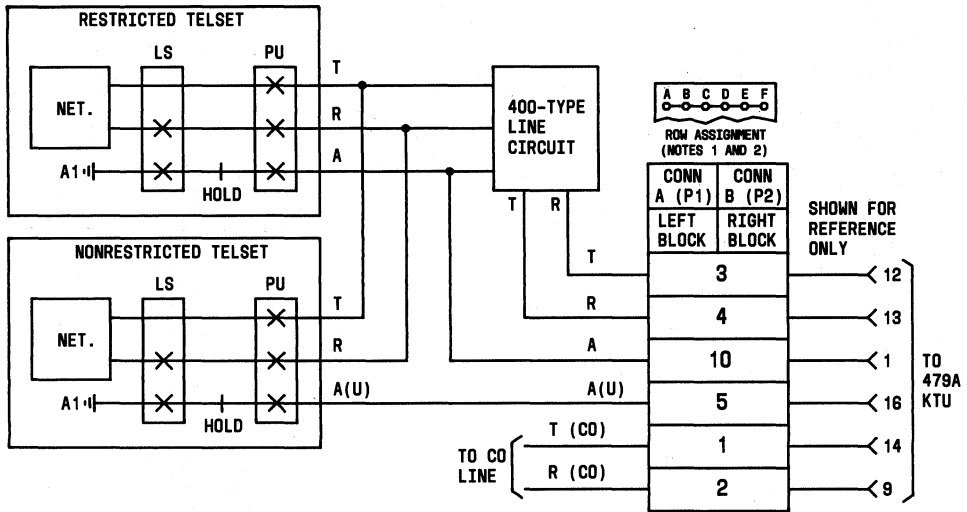 RESTRICTED TELSET
LS
PU
NET.
A1
HOLD
T
R
A
400-TYPE
LINE
CIRCUIT
T
R
A B C D E F
ROW ASSIGNMENT
(NOTES 1 AND 2)
CONN
A (P1)
CONN
B (P2)
LEFT
BLOCK
RIGHT
BLOCK
SHOWN FOR
REFERENCE
ONLY
NONRESTRICTED TELSET
LS
PU
NET.
A1
HOLD
T
R
A(U)
T
3
12
R
4
13
A
10
1
A(U)
5
16
T (CO)
1
14
R (CO)
2
9
TO CO
LINE
TO
479A
KTU